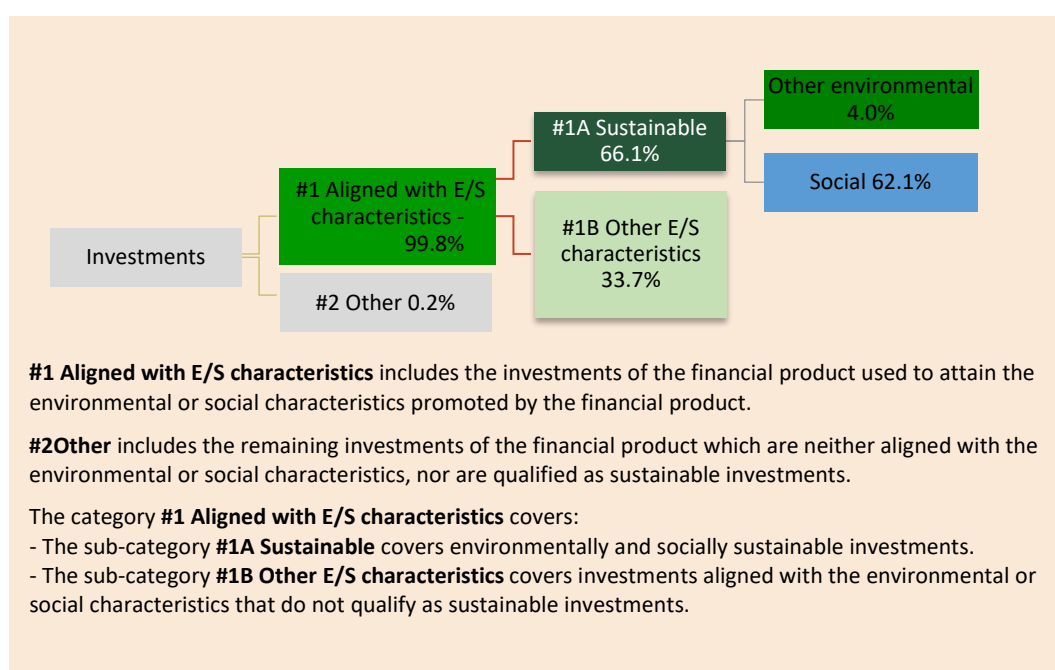 Other environmental
4.0%
#1A Sustainable
66.1%
Social 62.1%
#1 Aligned with E/S
characteristics -
99.8%
#1B Other E/S
characteristics
33.7%
Investments
#2 Other 0.2%
#1 Aligned with E/S characteristics includes the investments of the financial product used to attain the
environmental or social characteristics promoted by the financial product.
#2Other includes the remaining investments of the financial product which are neither aligned with the
environmental or social characteristics, nor are qualified as sustainable investments.
The category #1 Aligned with E/S characteristics covers:
- The sub-category #1A Sustainable covers environmentally and socially sustainable investments.
- The sub-category #1B Other E/S characteristics covers investments aligned with the environmental or
social characteristics that do not qualify as sustainable investments.